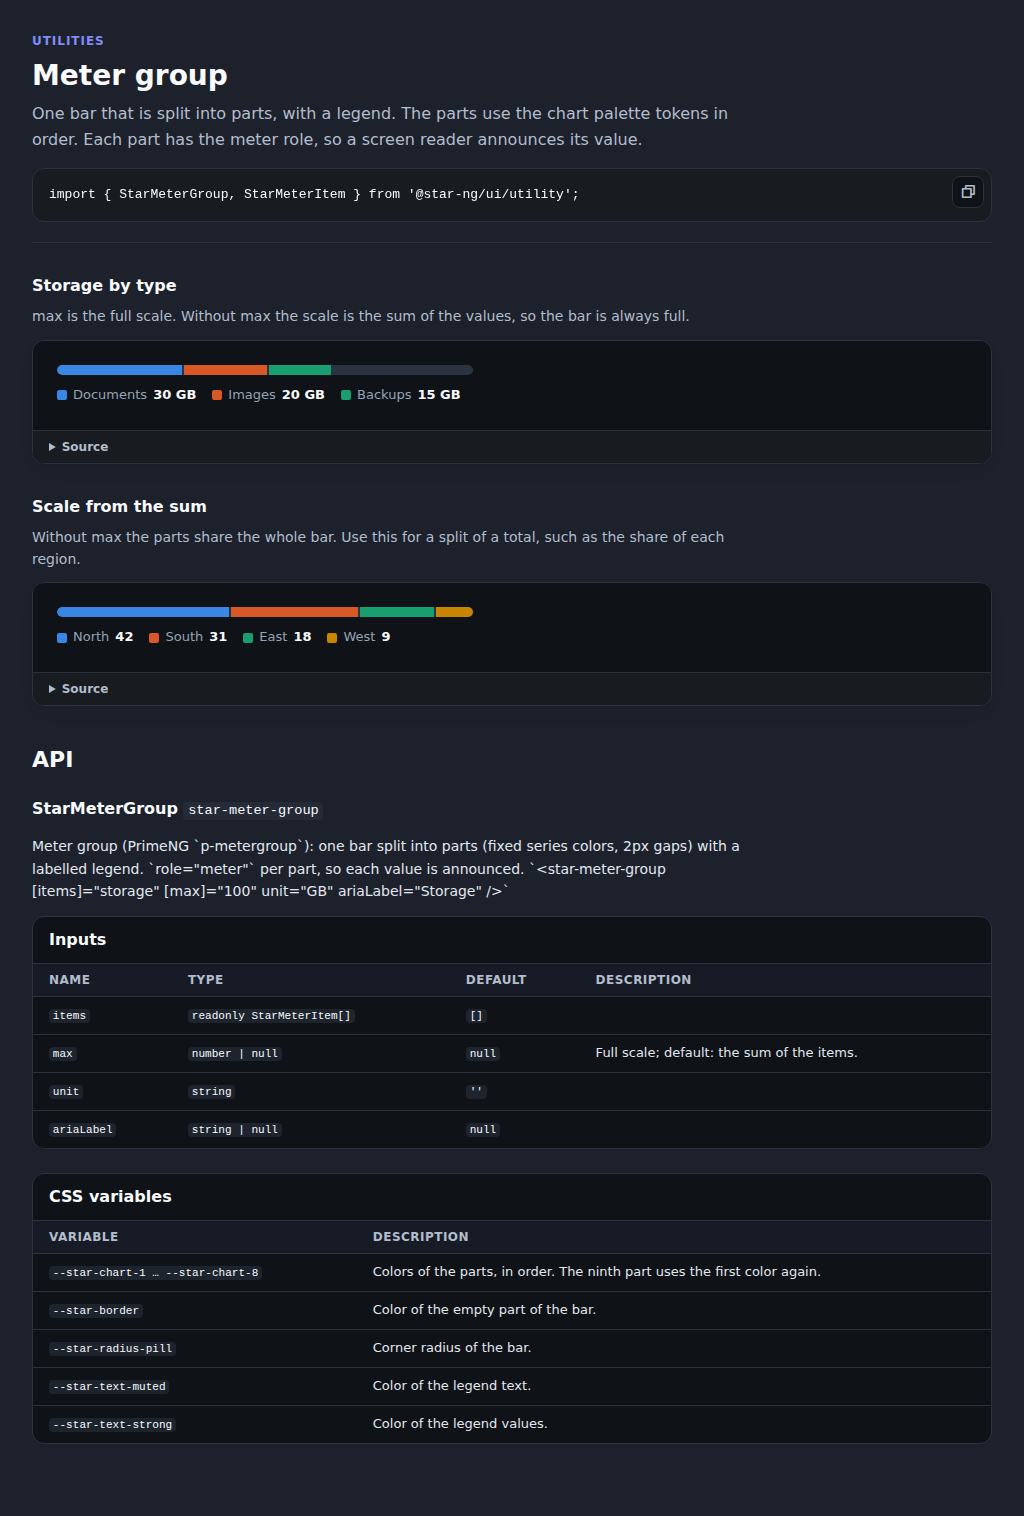 UTILITIES
Meter group
One bar that is split into parts, with a legend. The parts use the chart palette tokens in
order. Each part has the meter role, so a screen reader announces its value.
import { StarMeterGroup, StarMeterItem } from '@star-ng/ui/utility';
Storage by type
max is the full scale. Without max the scale is the sum of the values, so the bar is always full.
Documents 30 GB Images 20 GB Backups 15 GB
Source
Scale from the sum
Without max the parts share the whole bar. Use this for a split of a total, such as the share of each
region.
North 42 South 31 East 18 West 9
Source
API
StarMeterGroup star-meter-group
Meter group (PrimeNG `p-metergroup`): one bar split into parts (fixed series colors, 2px gaps) with a
labelled legend. `role="meter"` per part, so each value is announced. `<star-meter-group
[items]="storage" [max]="100" unit="GB" ariaLabel="Storage" />`
Inputs
NAME TYPE DEFAULT DESCRIPTION
items readonly StarMeterItem[] []
max number | null null Full scale; default: the sum of the items.
unit string ''
ariaLabel string | null null
CSS variables
VARIABLE DESCRIPTION
--star-chart-1 … --star-chart-8 Colors of the parts, in order. The ninth part uses the first color again.
--star-border Color of the empty part of the bar.
--star-radius-pill Corner radius of the bar.
--star-text-muted Color of the legend text.
--star-text-strong Color of the legend values.